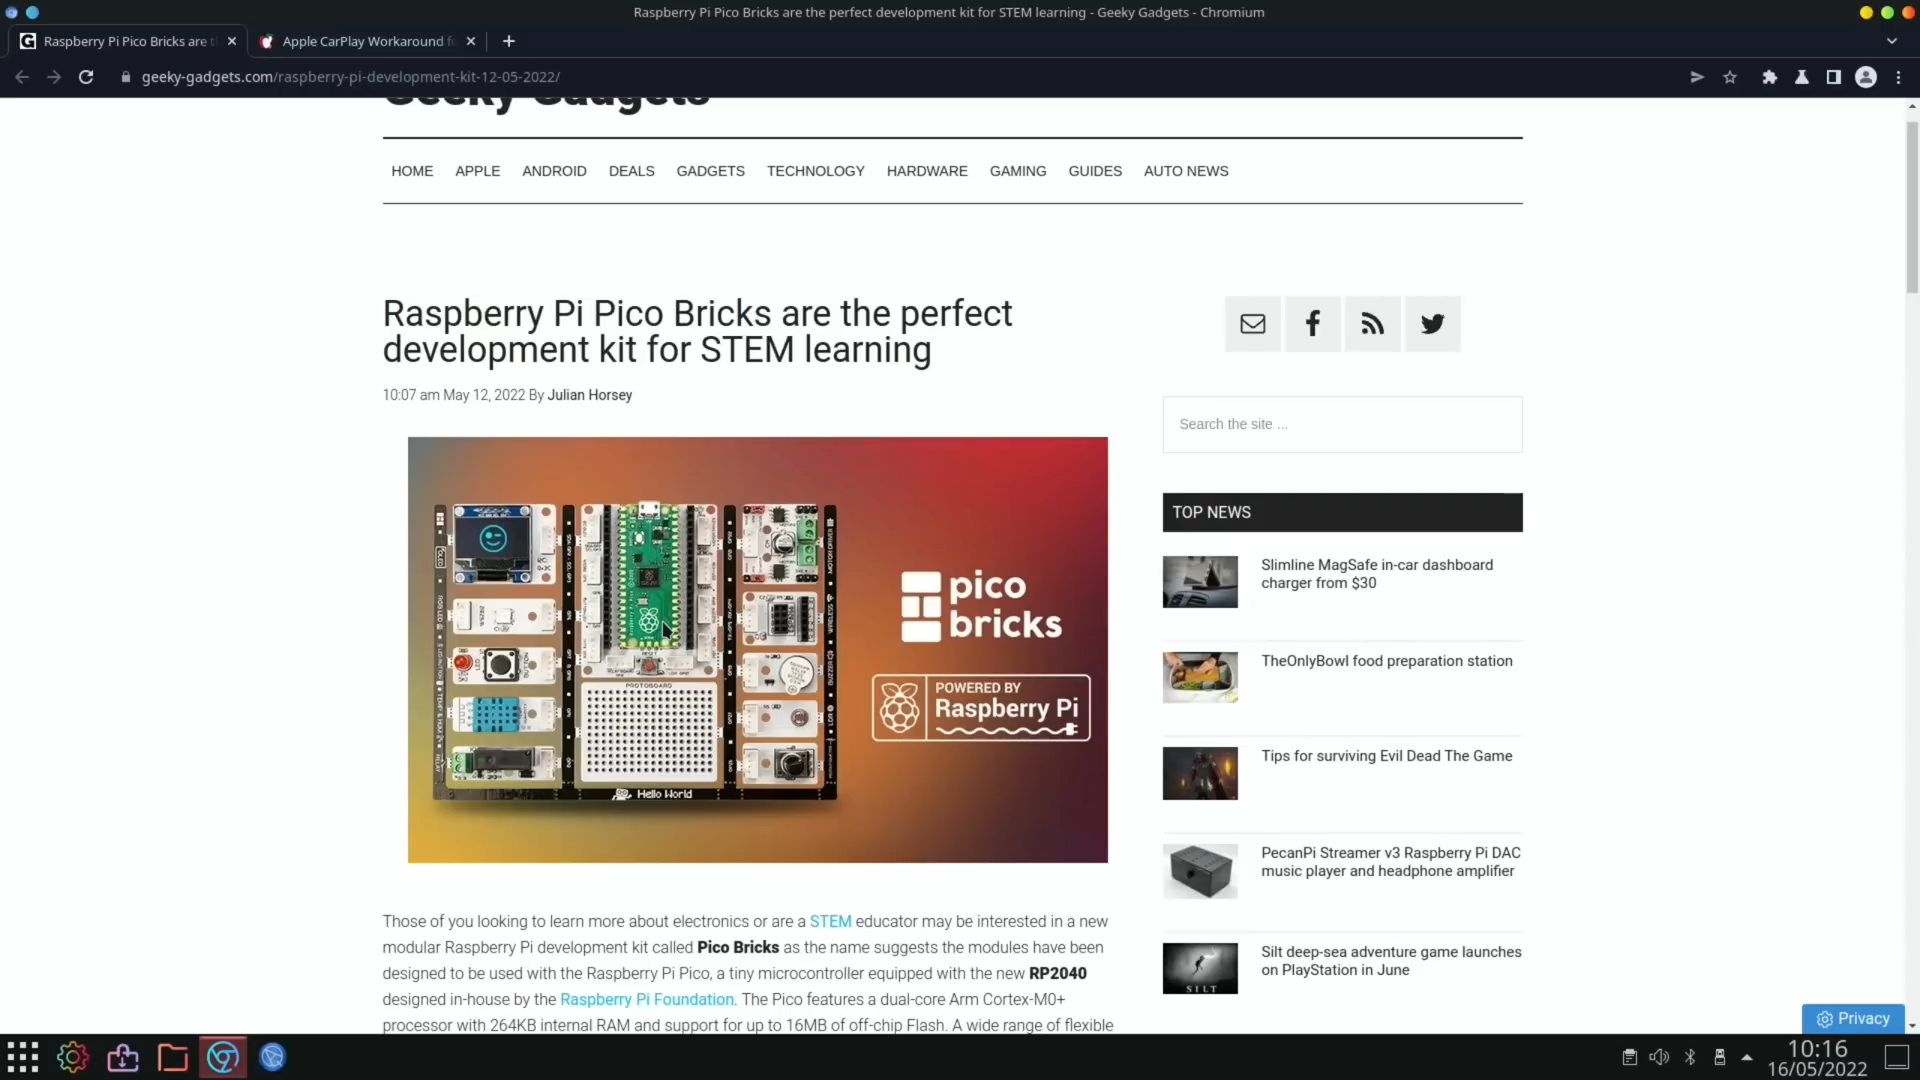 Raspberry Pi Pico Bricks are the perfect development kit for STEM learning - Geeky Gadgets - Chromium
Raspberry Pi Pico Bricks are t
Apple CarPlay Workaround fo
geeky-gadgets.com/raspberry-pi-development-kit-12-05-2022/
Geeky Gadgets
HOME APPLE ANDROID DEALS GADGETS TECHNOLOGY HARDWARE GAMING GUIDES AUTO NEWS
Raspberry Pi Pico Bricks are the perfect
development kit for STEM learning
10:07 am May 12, 2022 By Julian Horsey
pico
bricks
POWERED BY
Raspberry Pi
RESET
PROTOBOARD
Hello World
Those of you looking to learn more about electronics or are a STEM educator may be interested in a new
modular Raspberry Pi development kit called Pico Bricks as the name suggests the modules have been
designed to be used with the Raspberry Pi Pico, a tiny microcontroller equipped with the new RP2040
designed in-house by the Raspberry Pi Foundation. The Pico features a dual-core Arm Cortex-M0+
processor with 264KB internal RAM and support for up to 16MB of off-chip Flash. A wide range of flexible
Search the site ...
TOP NEWS
Slimline MagSafe in-car dashboard
charger from $30
TheOnlyBowl food preparation station
Tips for surviving Evil Dead The Game
PecanPi Streamer v3 Raspberry Pi DAC
music player and headphone amplifier
Silt deep-sea adventure game launches
on PlayStation in June
SILT
Privacy
10:16
16/05/2022